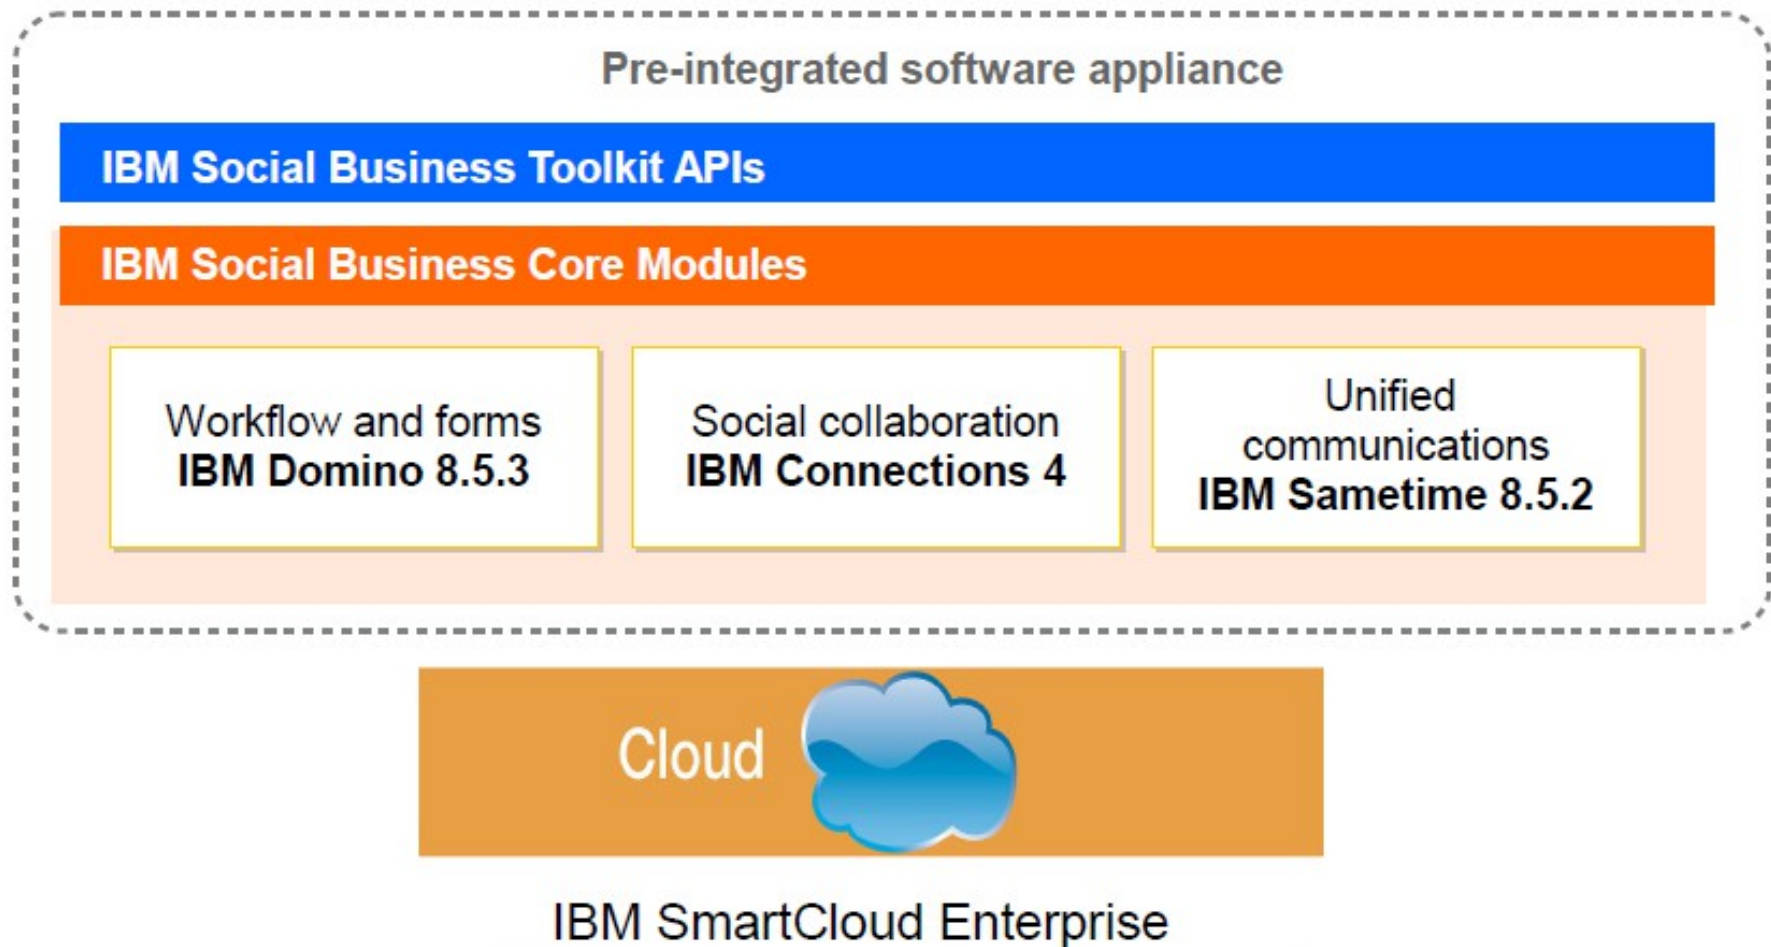 Pre-integrated software appliance
IBM Social Business Toolkit APIs
IBM Social Business Core Modules
Workflow and forms
IBM Domino 8.5.3
Social collaboration
IBM Connections 4
Unified
communications
IBM Sametime 8.5.2
Cloud
IBM SmartCloud Enterprise